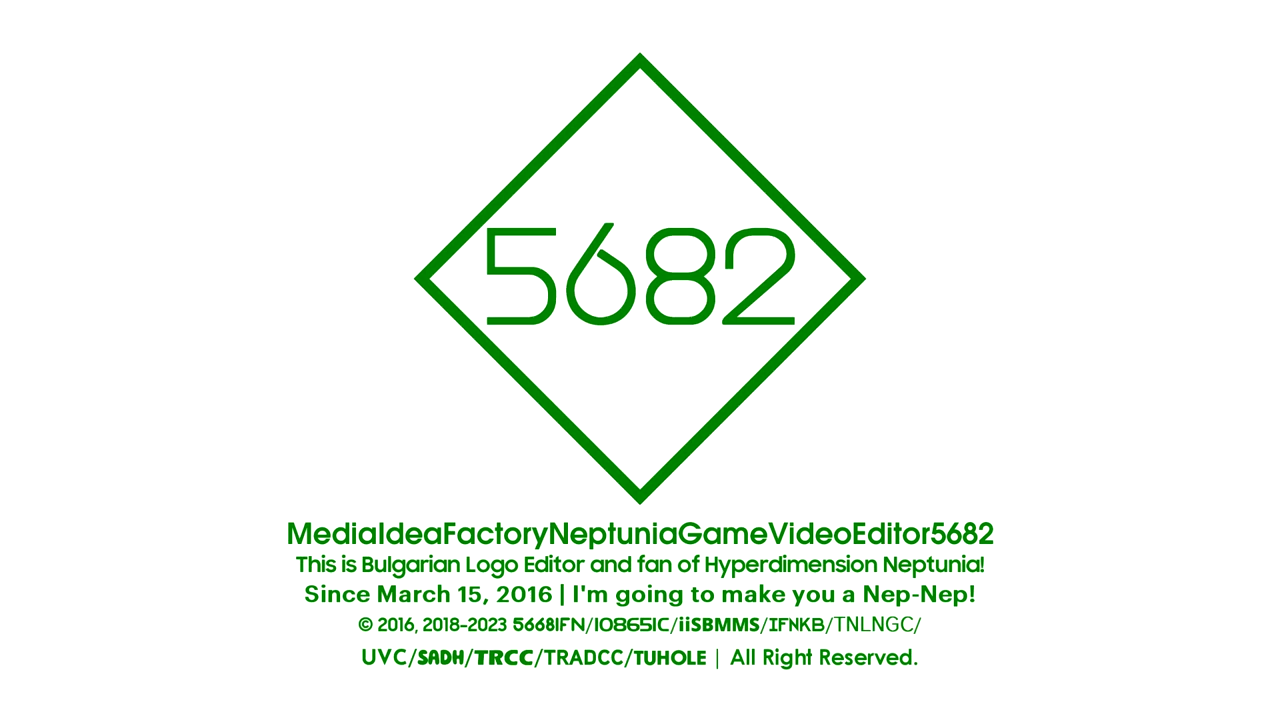 5682
MediaIdeaFactoryNeptuniaGameVideoEditor5682
This is Bulgarian Logo Editor and fan of Hyperdimension Neptunia!
Since March 15, 2016 | I'm going to make you a Nep-Nep!
© 2016, 2018-2023 5668IFN/10865IC/iiSBMMS/IFNKB/TNLNGC/
UVC/SADH/TRCC/TRADCC/TUHOLE | All Right Reserved.